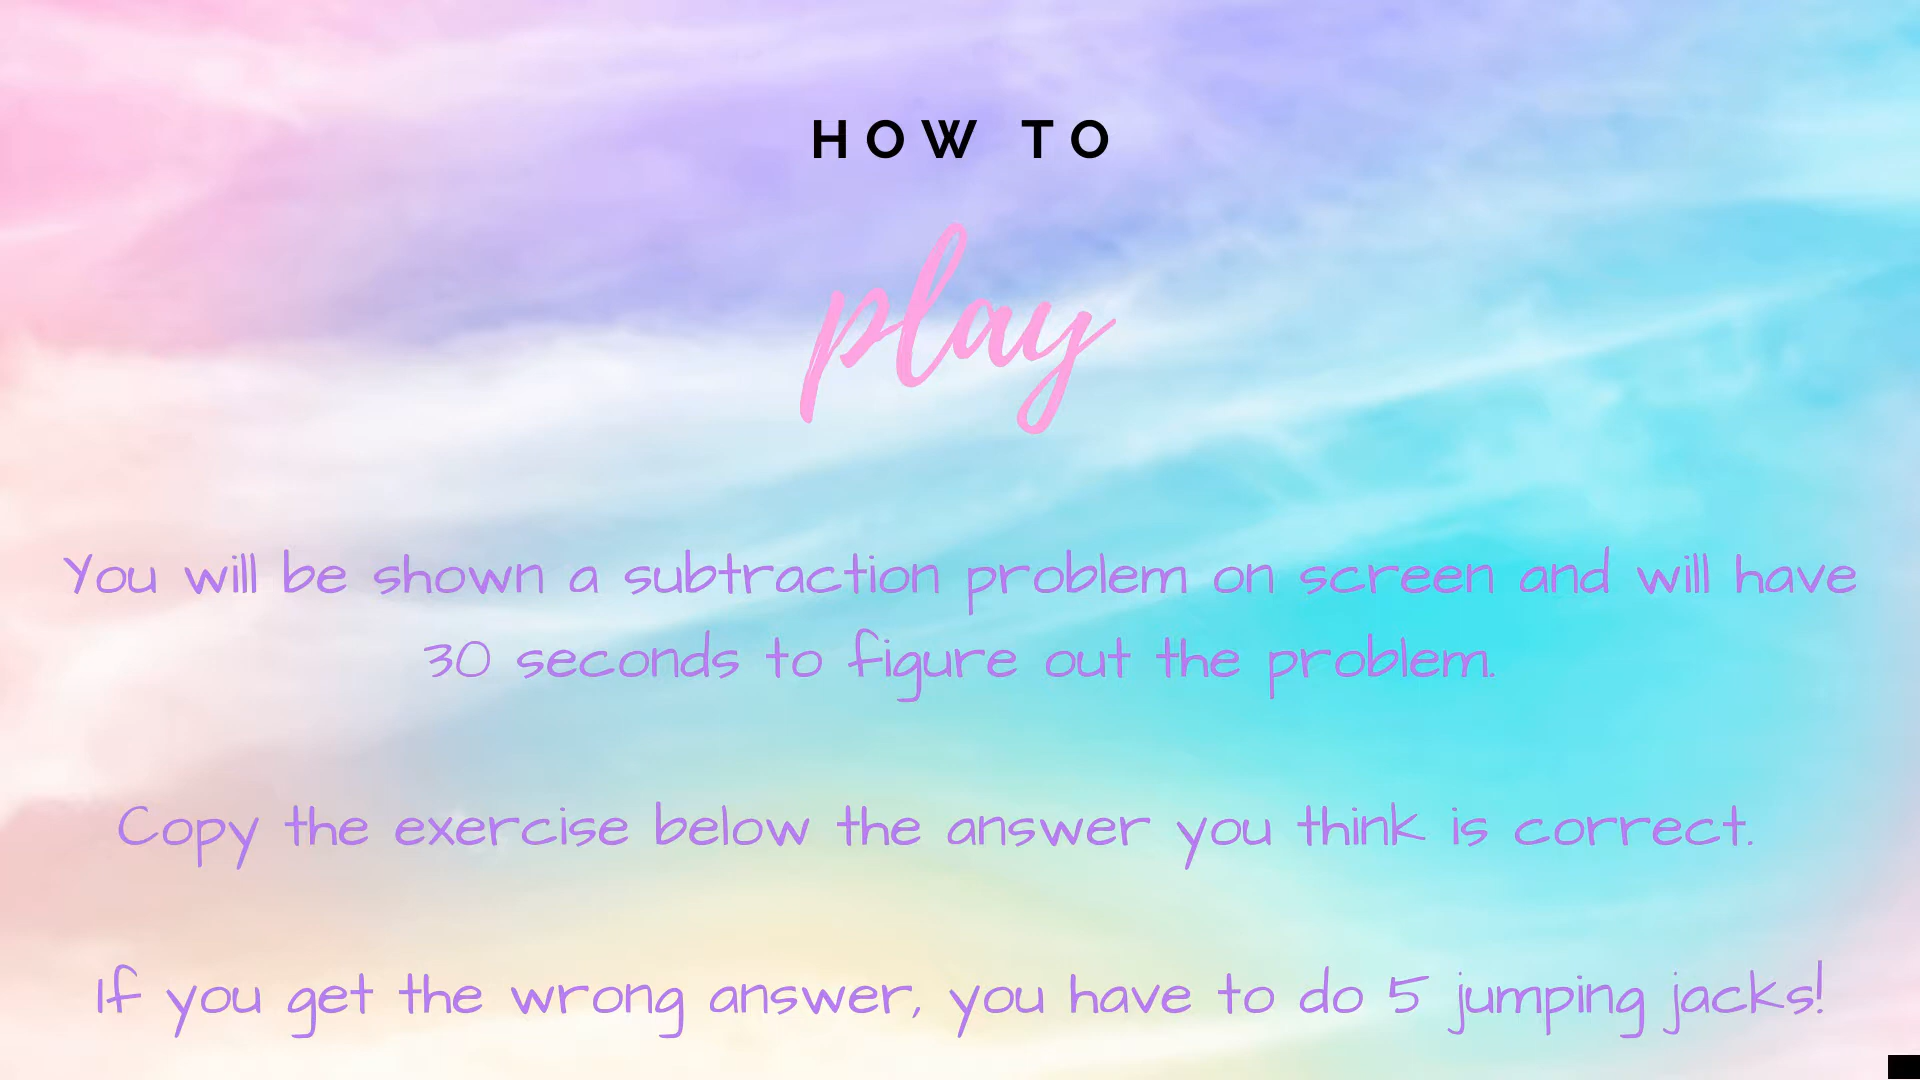 HOW TO
play
You will be shown a subtraction problem on screen and will have
30 seconds to figure out the problem.
Copy the exercise below the answer you think is correct.
If you get the wrong answer, you have to do 5 jumping jacks!